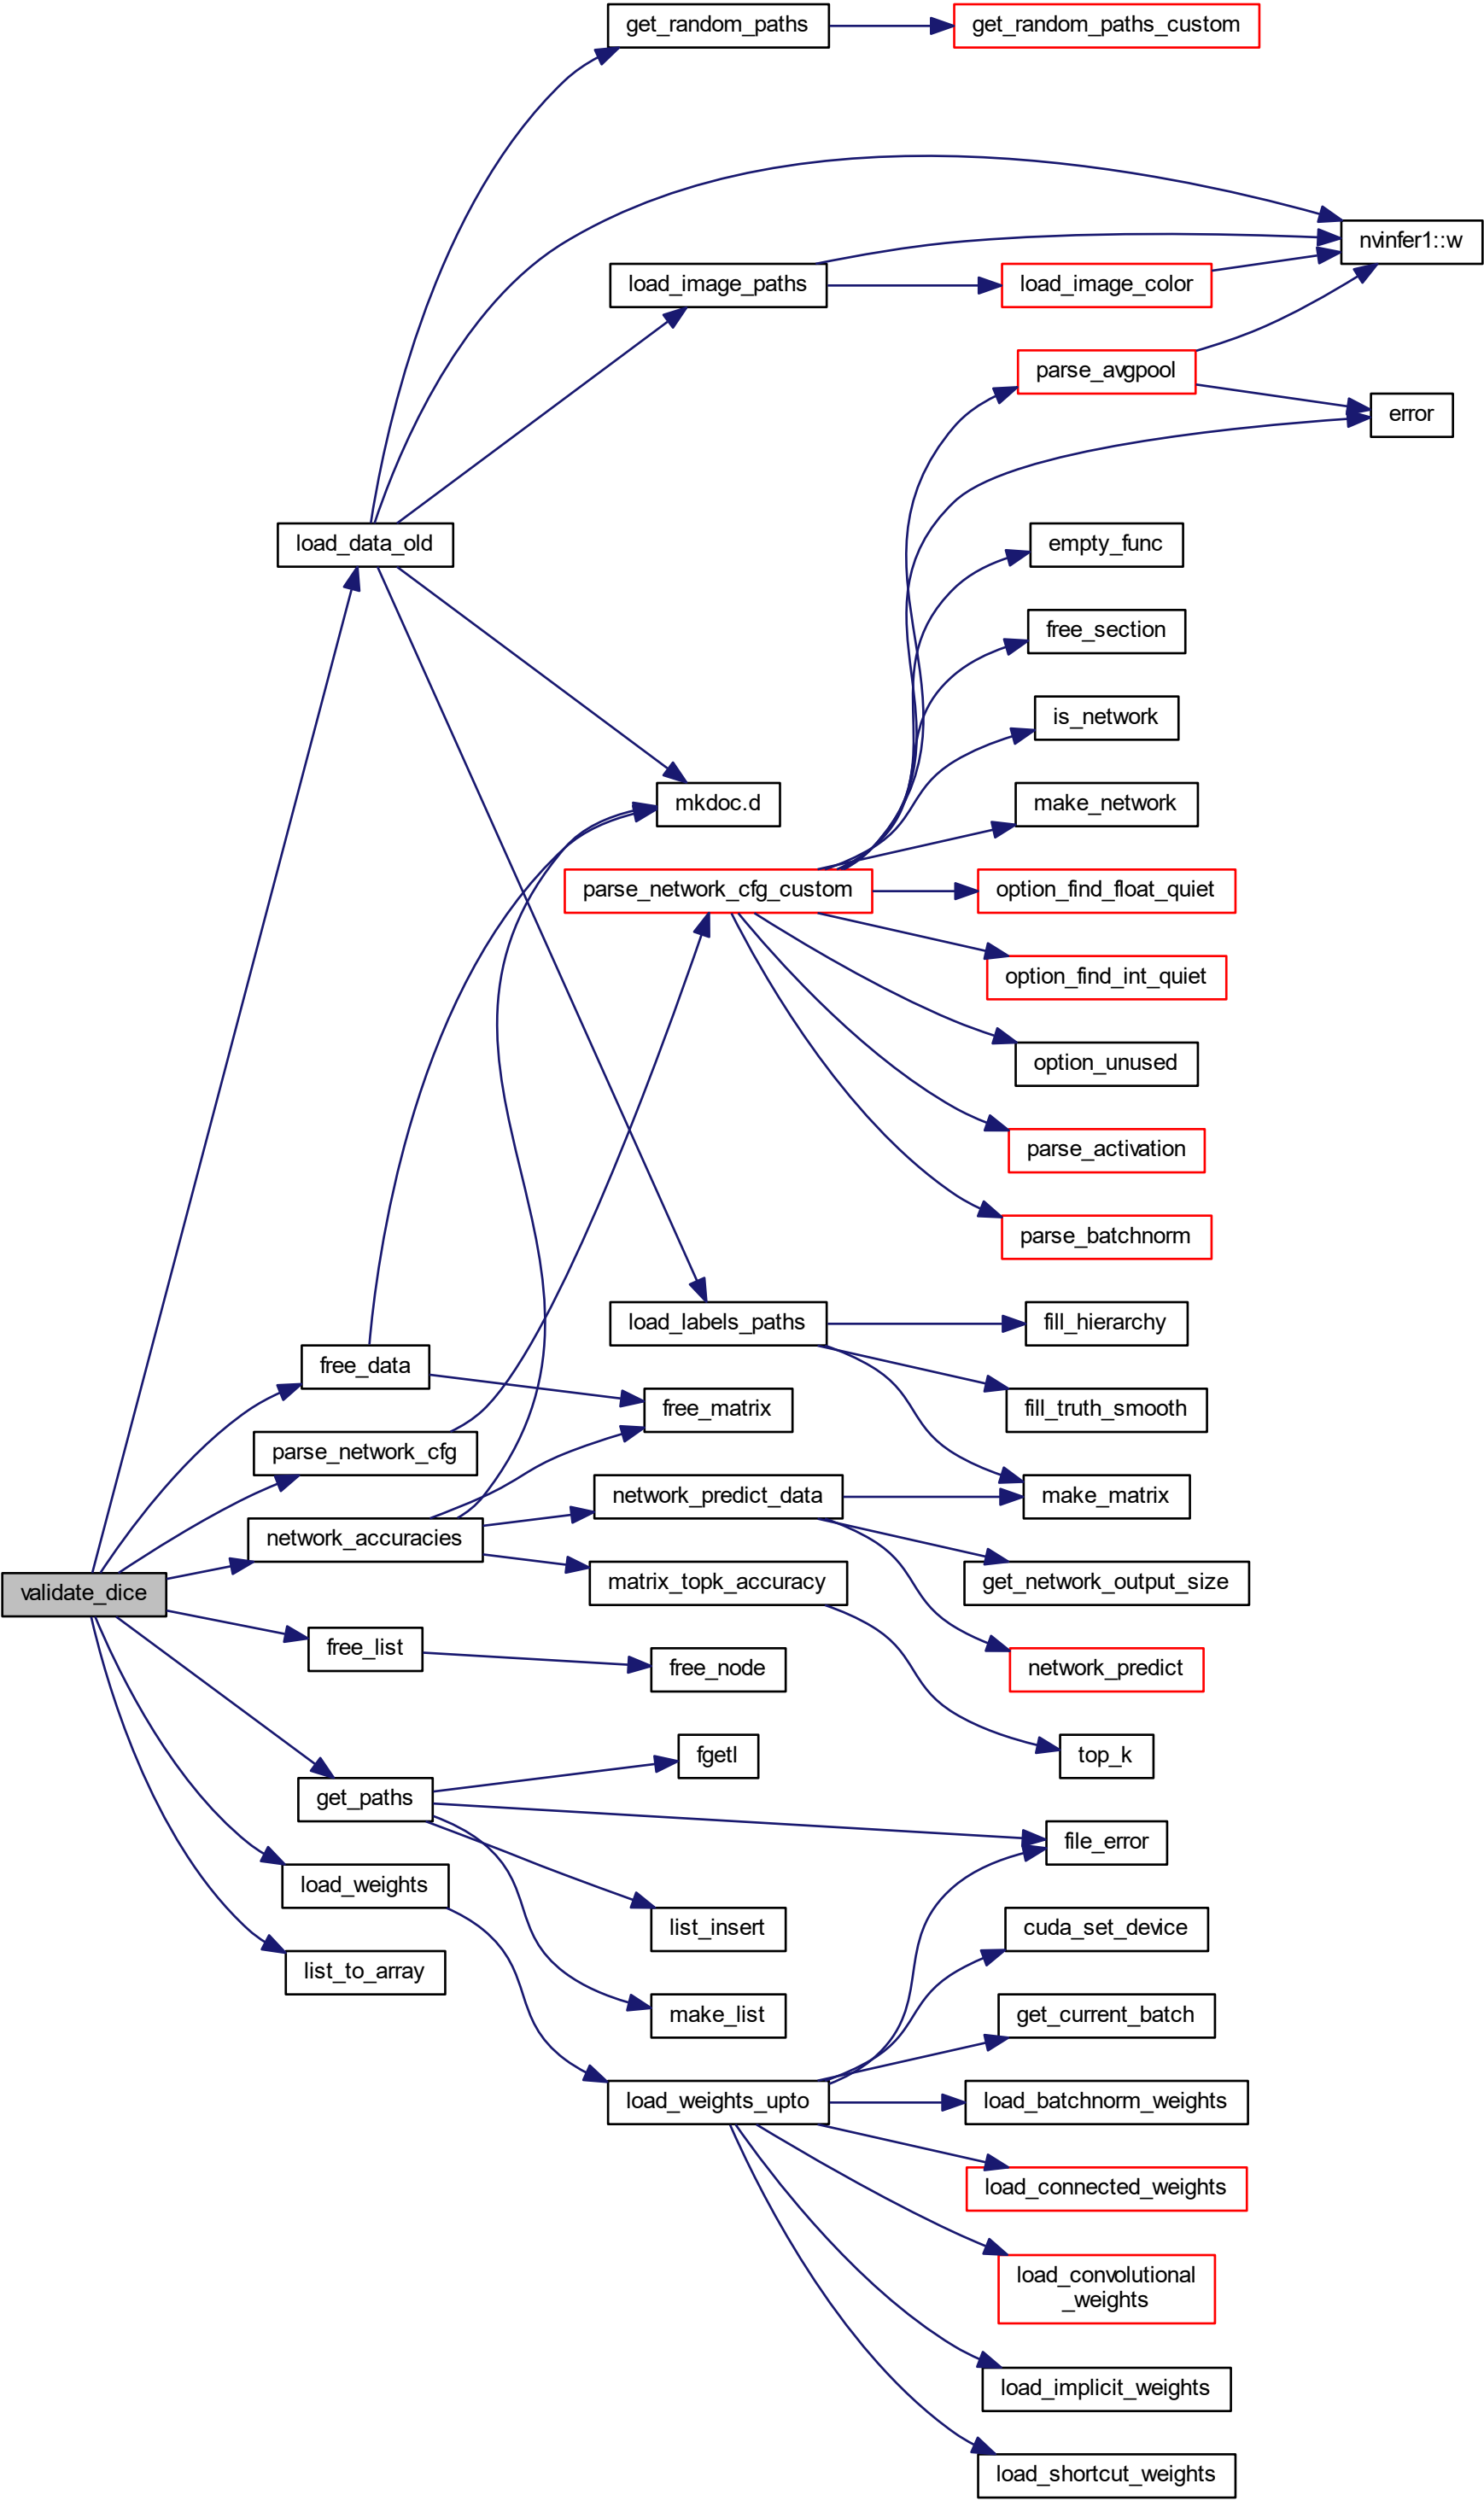 get_random_paths
get_random_paths_custom
nvinfer1::w
load_image_paths
load_image_color
parse_avgpool
error
load_data_old
empty_func
free_section
is_network
mkdoc.d
make_network
parse_network_cfg_custom
option_find_float_quiet
option_find_int_quiet
option_unused
parse_activation
parse_batchnorm
load_labels_paths
fill_hierarchy
free_data
free_matrix
fill_truth_smooth
parse_network_cfg
network_predict_data
make_matrix
network_accuracies
validate_dice
matrix_topk_accuracy
get_network_output_size
free_list
free_node
network_predict
fgetl
top_k
get_paths
file_error
load_weights
list_insert
cuda_set_device
list_to_array
make_list
get_current_batch
load_weights_upto
load_batchnorm_weights
load_connected_weights
load_convolutional
_weights
load_implicit_weights
load_shortcut_weights